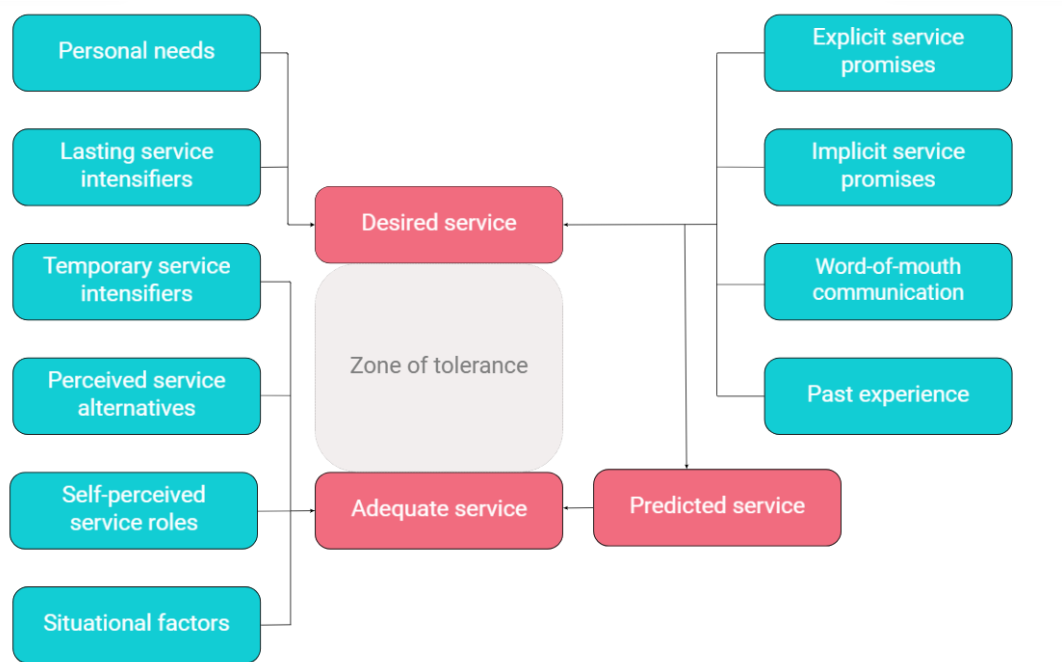 Personal needs
Lasting service
intensifiers
Temporary service
intensifiers
Perceived service
alternatives
Self-perceived
service roles
Situational factors
Desired service
Zone of tolerance
Adequate service
Predicted service
Explicit service
promises
Implicit service
promises
Word-of-mouth
communication
Past experience